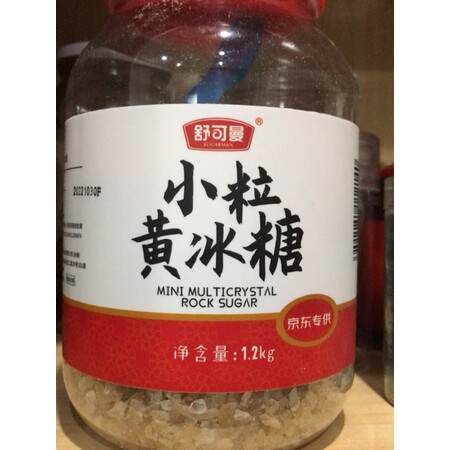 舒可曼®
SUGARMAN
小粒
黄冰糖
MINI MULTICRYSTAL
ROCK SUGAR
京东专供
净含量:1.2kg
20221030F